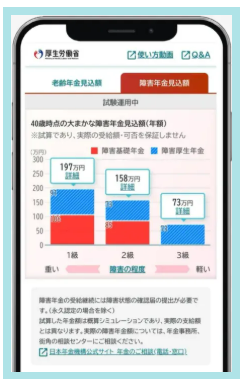 厚生労働省
使い方動画 Q&A
老齢年金見込額 障害年金見込額
試験運用中
40歳時点の大まかな障害年金見込額(年額)
※試算であり、実際の受給額・可否を保証しません
(万円) 障害基礎年金 障害厚生年金
300
250
200
150
100
50
0
197万円
詳細
158万円
詳細
73万円
詳細
1級 2級 3級
重い 障害の程度 軽い
障害年金の受給継続には障害状態の確認届の提出が必要で
す。(永久認定の場合を除く)
試算した年金額は概算シミュレーションであり、実際の支給額
とは異なります。実際の障害年金額については、年金事務所、
街角の相談センターにご相談ください。
日本年金機構公式サイト 年金のご相談(電話・窓口)